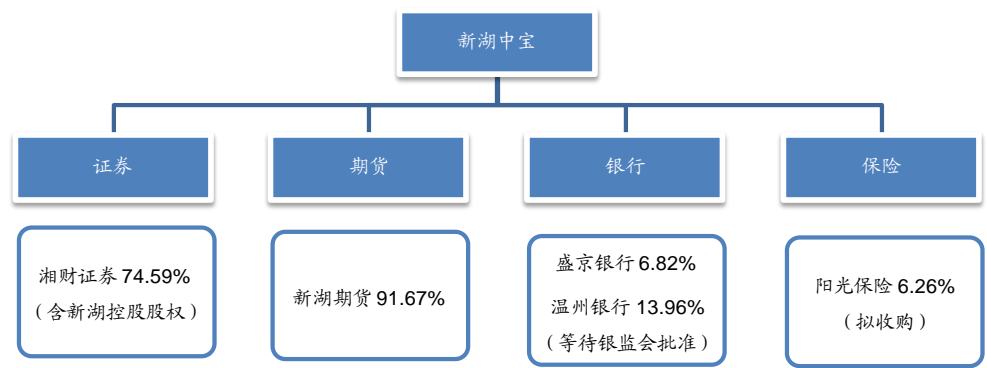 新湖中宝
证券
期货
银行
保险
湘财证券 74.59%
（含新湖控股股权）
新湖期货 91.67%
盛京银行 6.82%
温州银行 13.96%
（等待银监会批准）
阳光保险 6.26%
（拟收购）